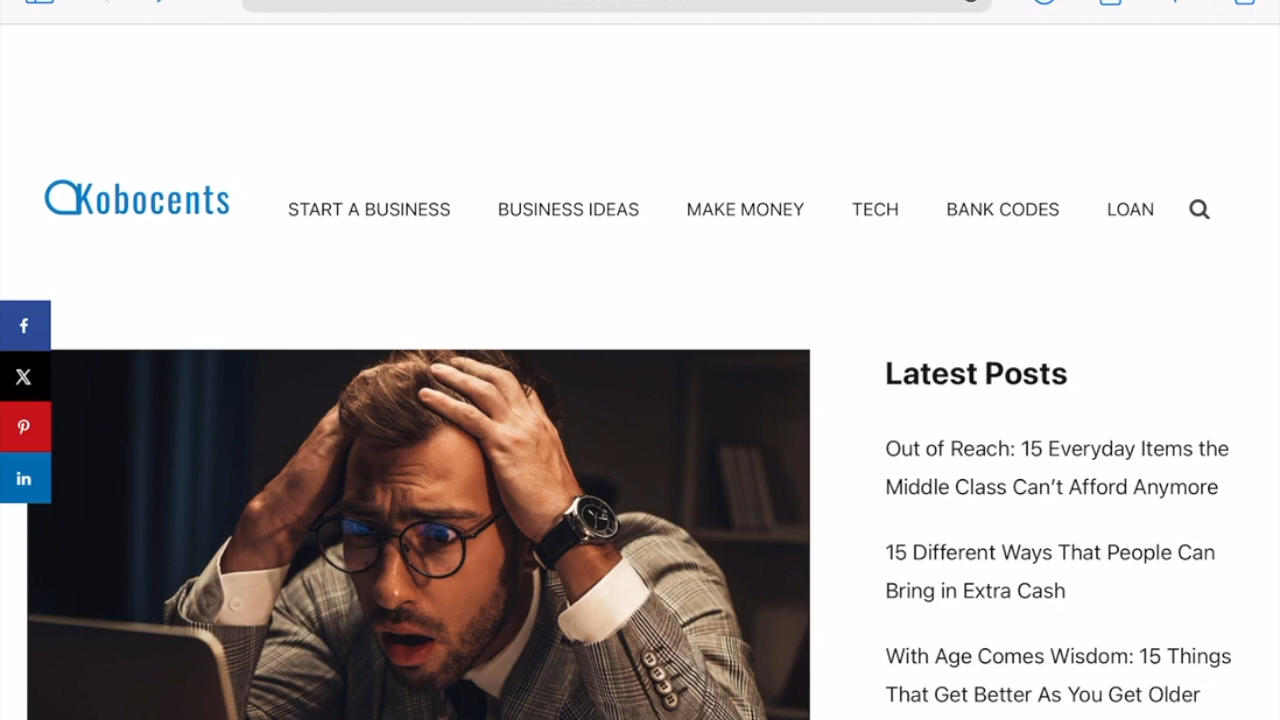 Kobocents
START A BUSINESS
BUSINESS IDEAS
MAKE MONEY
TECH
BANK CODES
LOAN
Latest Posts
Out of Reach: 15 Everyday Items the
Middle Class Can’t Afford Anymore
15 Different Ways That People Can
Bring in Extra Cash
With Age Comes Wisdom: 15 Things
That Get Better As You Get Older